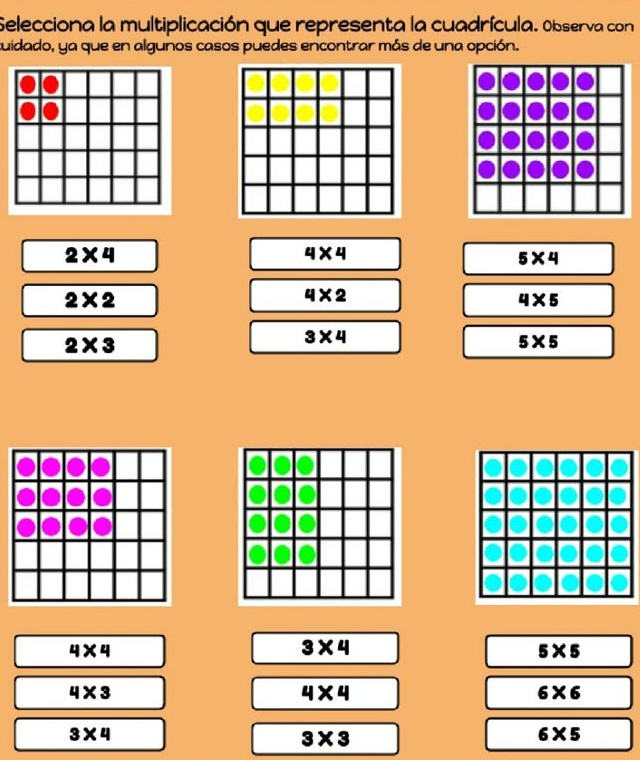 Selecciona la multiplicación que representa la cuadrícula. Observa con
cuidado, ya que en algunos casos puedes encontrar más de una opción.
2 X 4
2 X 2
2 X 3
4 X 4
4 X 2
3 X 4
5 X 4
4 X 5
5 X 5
4 X 4
4 X 3
3 X 4
3 X 4
4 X 4
3 X 3
5 X 5
6 X 6
6 X 5